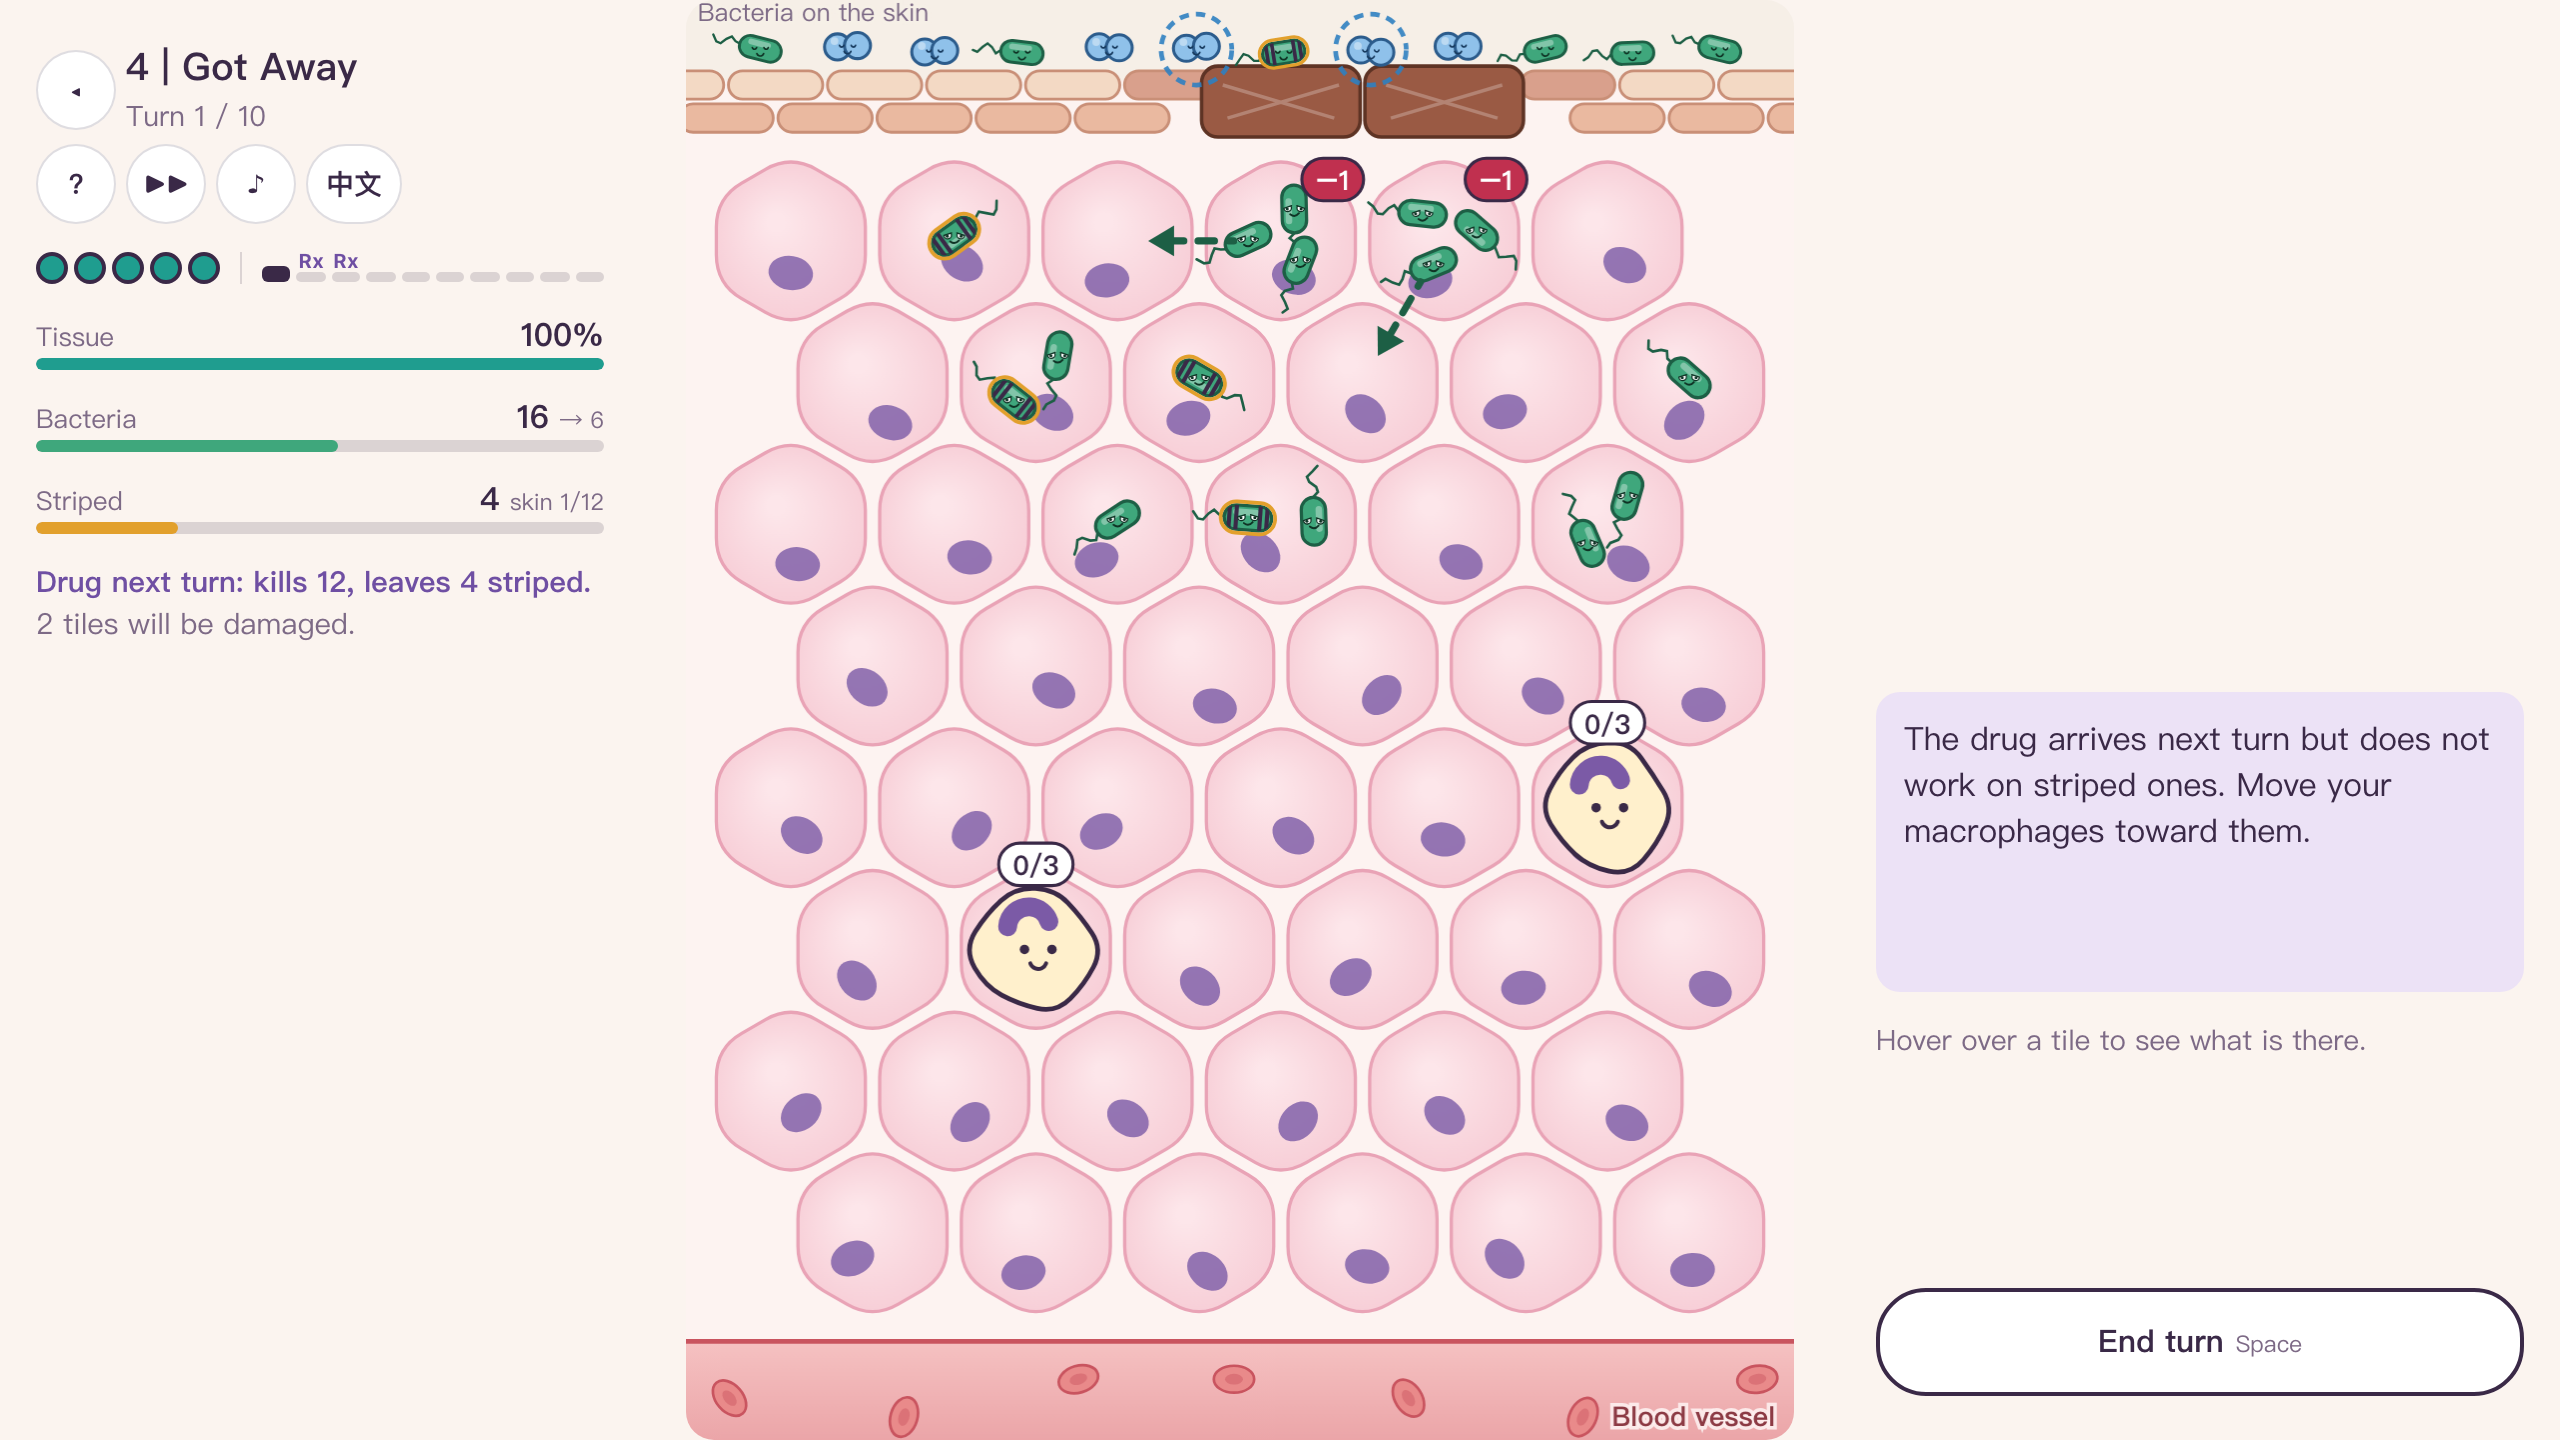 Bacteria on the skin
4 | Got Away
Turn 1 / 10
?
中文
Rx Rx
Tissue 100%
Bacteria 16 → 6
Striped 4 skin 1/12
Drug next turn: kills 12, leaves 4 striped.
2 tiles will be damaged.
−1
−1
0/3
0/3
The drug arrives next turn but does not
work on striped ones. Move your
macrophages toward them.
Hover over a tile to see what is there.
End turn Space
Blood vessel